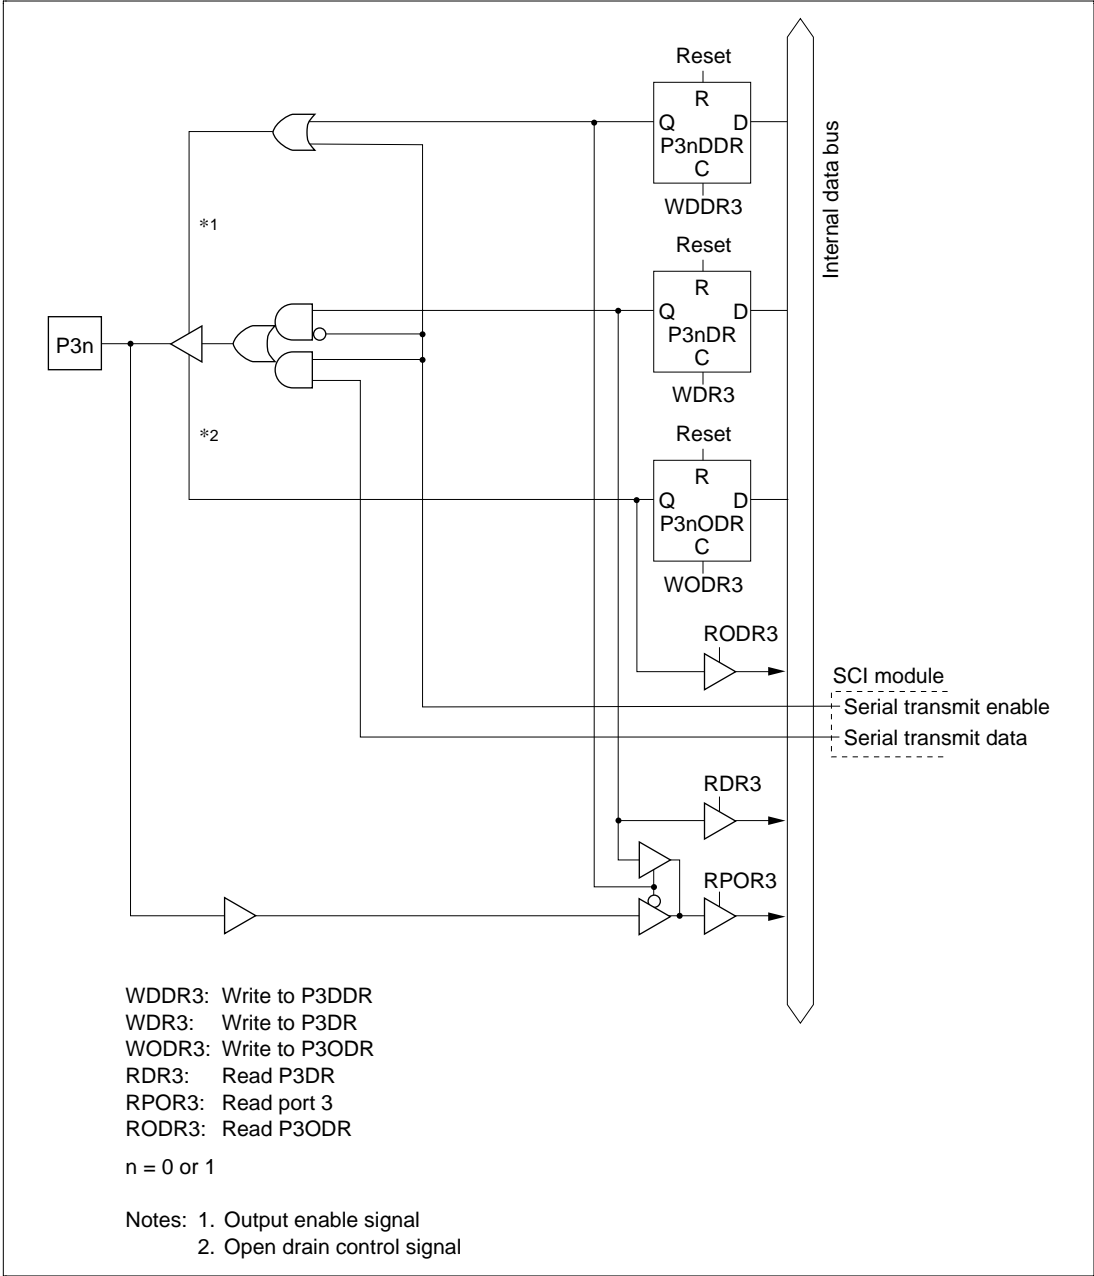 Reset
R
Q D
P3nDDR
C
WDDR3
Internal data bus
*1
Reset
R
Q D
P3nDR
C
WDR3
P3n
*2
Reset
R
Q D
P3nODR
C
WODR3
RODR3
SCI module
Serial transmit enable
Serial transmit data
RDR3
RPOR3
WDDR3: Write to P3DDR
WDR3: Write to P3DR
WODR3: Write to P3ODR
RDR3: Read P3DR
RPOR3: Read port 3
RODR3: Read P3ODR
n = 0 or 1
Notes: 1. Output enable signal
2. Open drain control signal